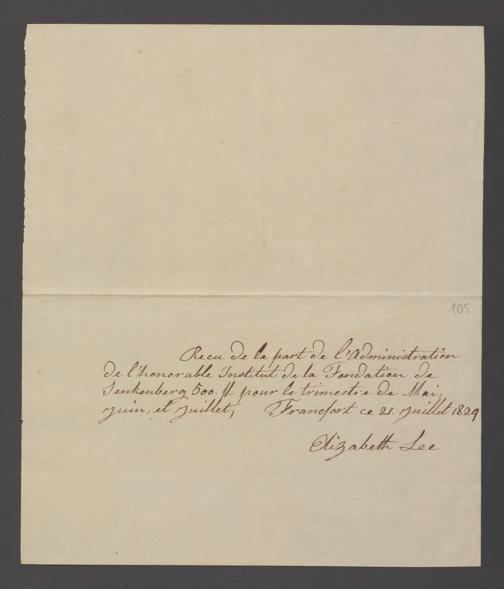 105
Recu de la part de l'Administration
de l'honorable Institut de la Fondation de
Senkenberg 500. fl pour le trimestre de Mai,
juin, et juillet, Francfort ce 21 juillet 1829
Elizabeth Lee